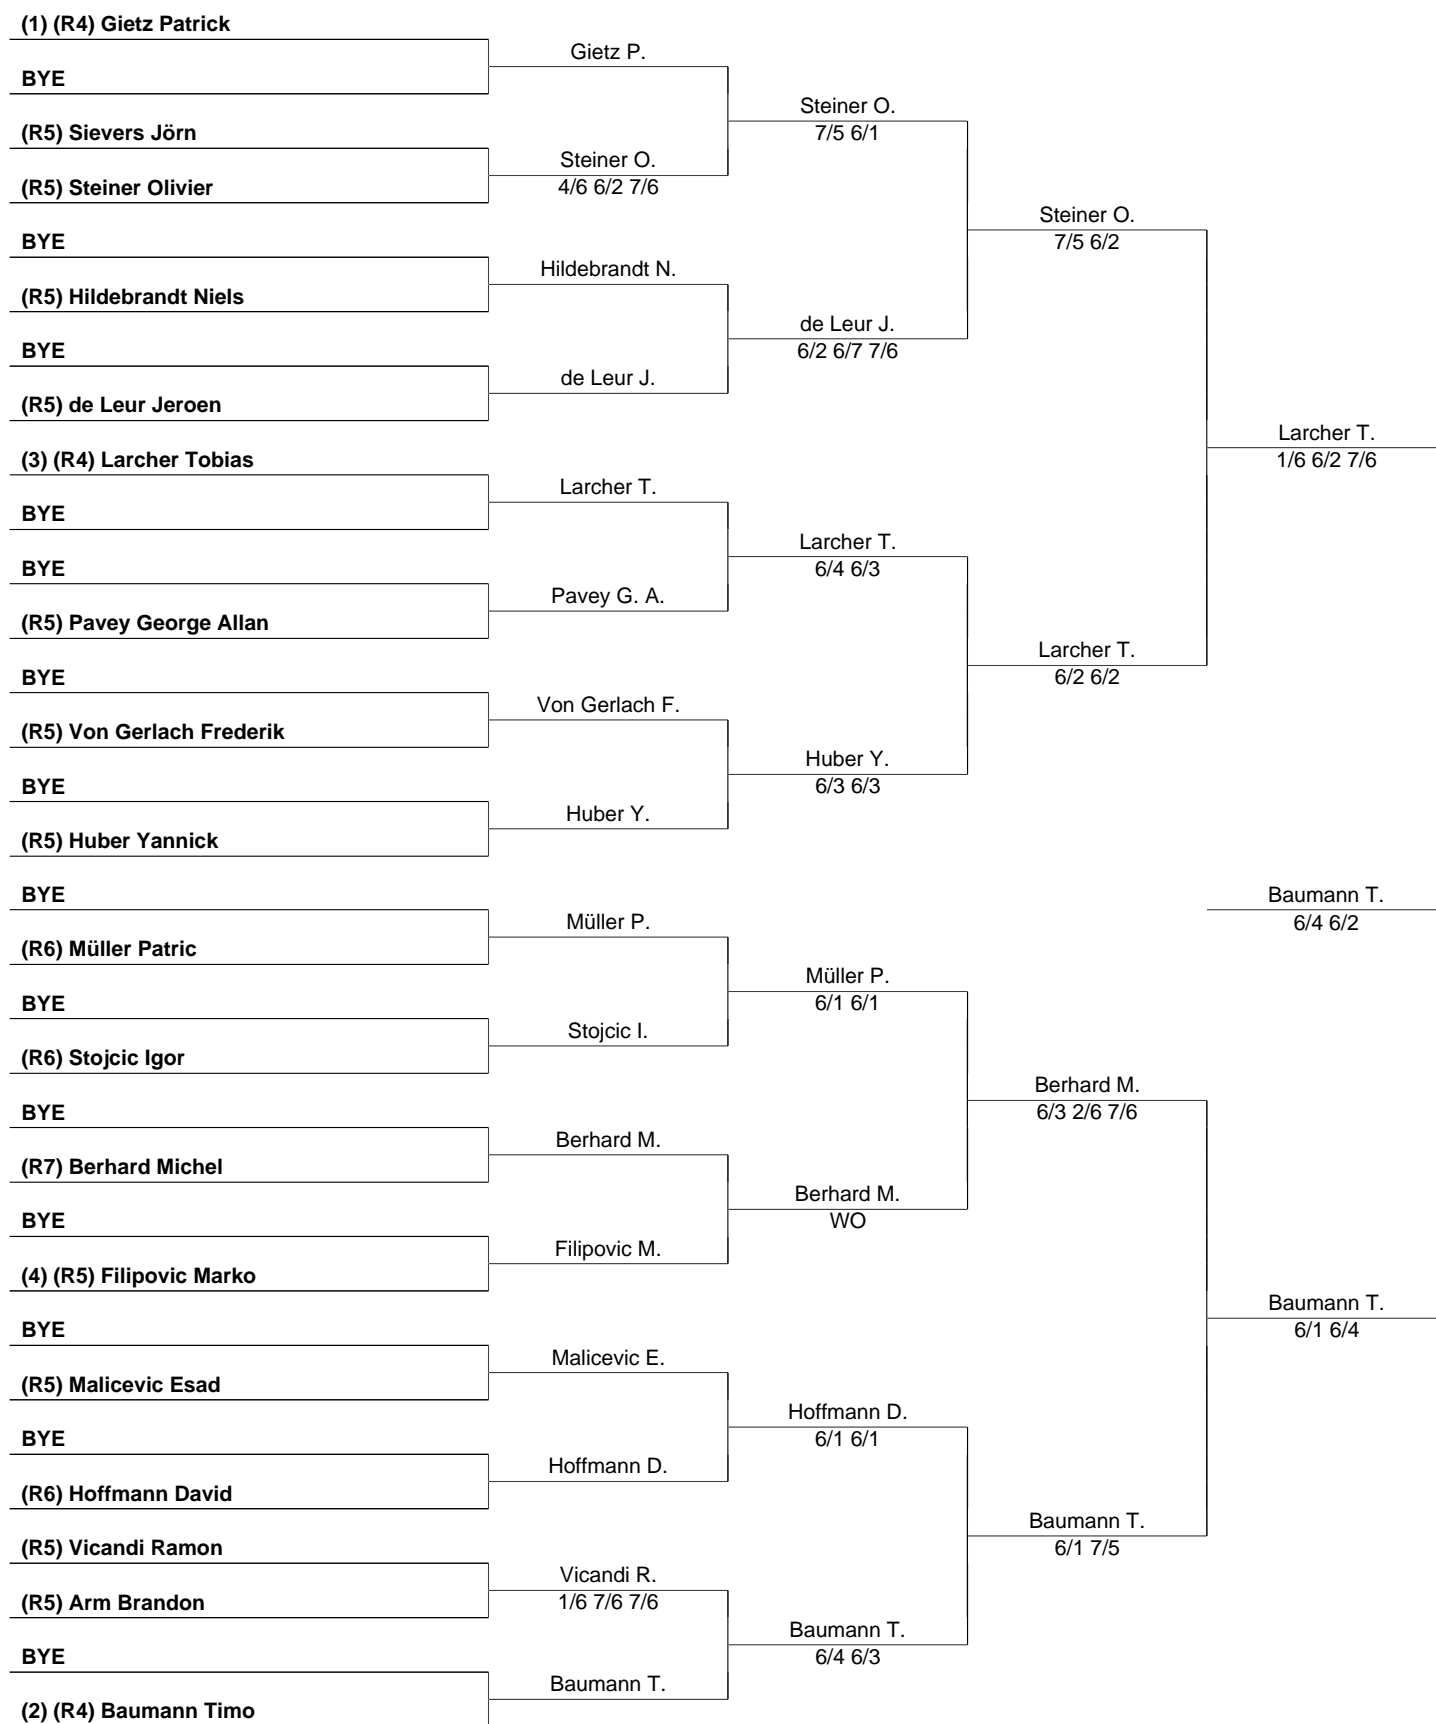 (1) (R4) Gietz Patrick
Gietz P.
BYE
Steiner O.
7/5 6/1
(R5) Sievers Jörn
Steiner O.
4/6 6/2 7/6
(R5) Steiner Olivier
Steiner O.
7/5 6/2
BYE
Hildebrandt N.
(R5) Hildebrandt Niels
de Leur J.
6/2 6/7 7/6
BYE
de Leur J.
(R5) de Leur Jeroen
Larcher T.
1/6 6/2 7/6
(3) (R4) Larcher Tobias
Larcher T.
BYE
Larcher T.
6/4 6/3
BYE
Pavey G. A.
(R5) Pavey George Allan
Larcher T.
6/2 6/2
BYE
Von Gerlach F.
(R5) Von Gerlach Frederik
Huber Y.
6/3 6/3
BYE
Huber Y.
(R5) Huber Yannick
BYE
Baumann T.
6/4 6/2
Müller P.
(R6) Müller Patric
Müller P.
6/1 6/1
BYE
Stojcic I.
(R6) Stojcic Igor
Berhard M.
6/3 2/6 7/6
BYE
Berhard M.
(R7) Berhard Michel
Berhard M.
WO
BYE
Filipovic M.
(4) (R5) Filipovic Marko
Baumann T.
6/1 6/4
BYE
Malicevic E.
(R5) Malicevic Esad
Hoffmann D.
6/1 6/1
BYE
Hoffmann D.
(R6) Hoffmann David
Baumann T.
6/1 7/5
(R5) Vicandi Ramon
Vicandi R.
1/6 7/6 7/6
(R5) Arm Brandon
Baumann T.
6/4 6/3
BYE
Baumann T.
(2) (R4) Baumann Timo